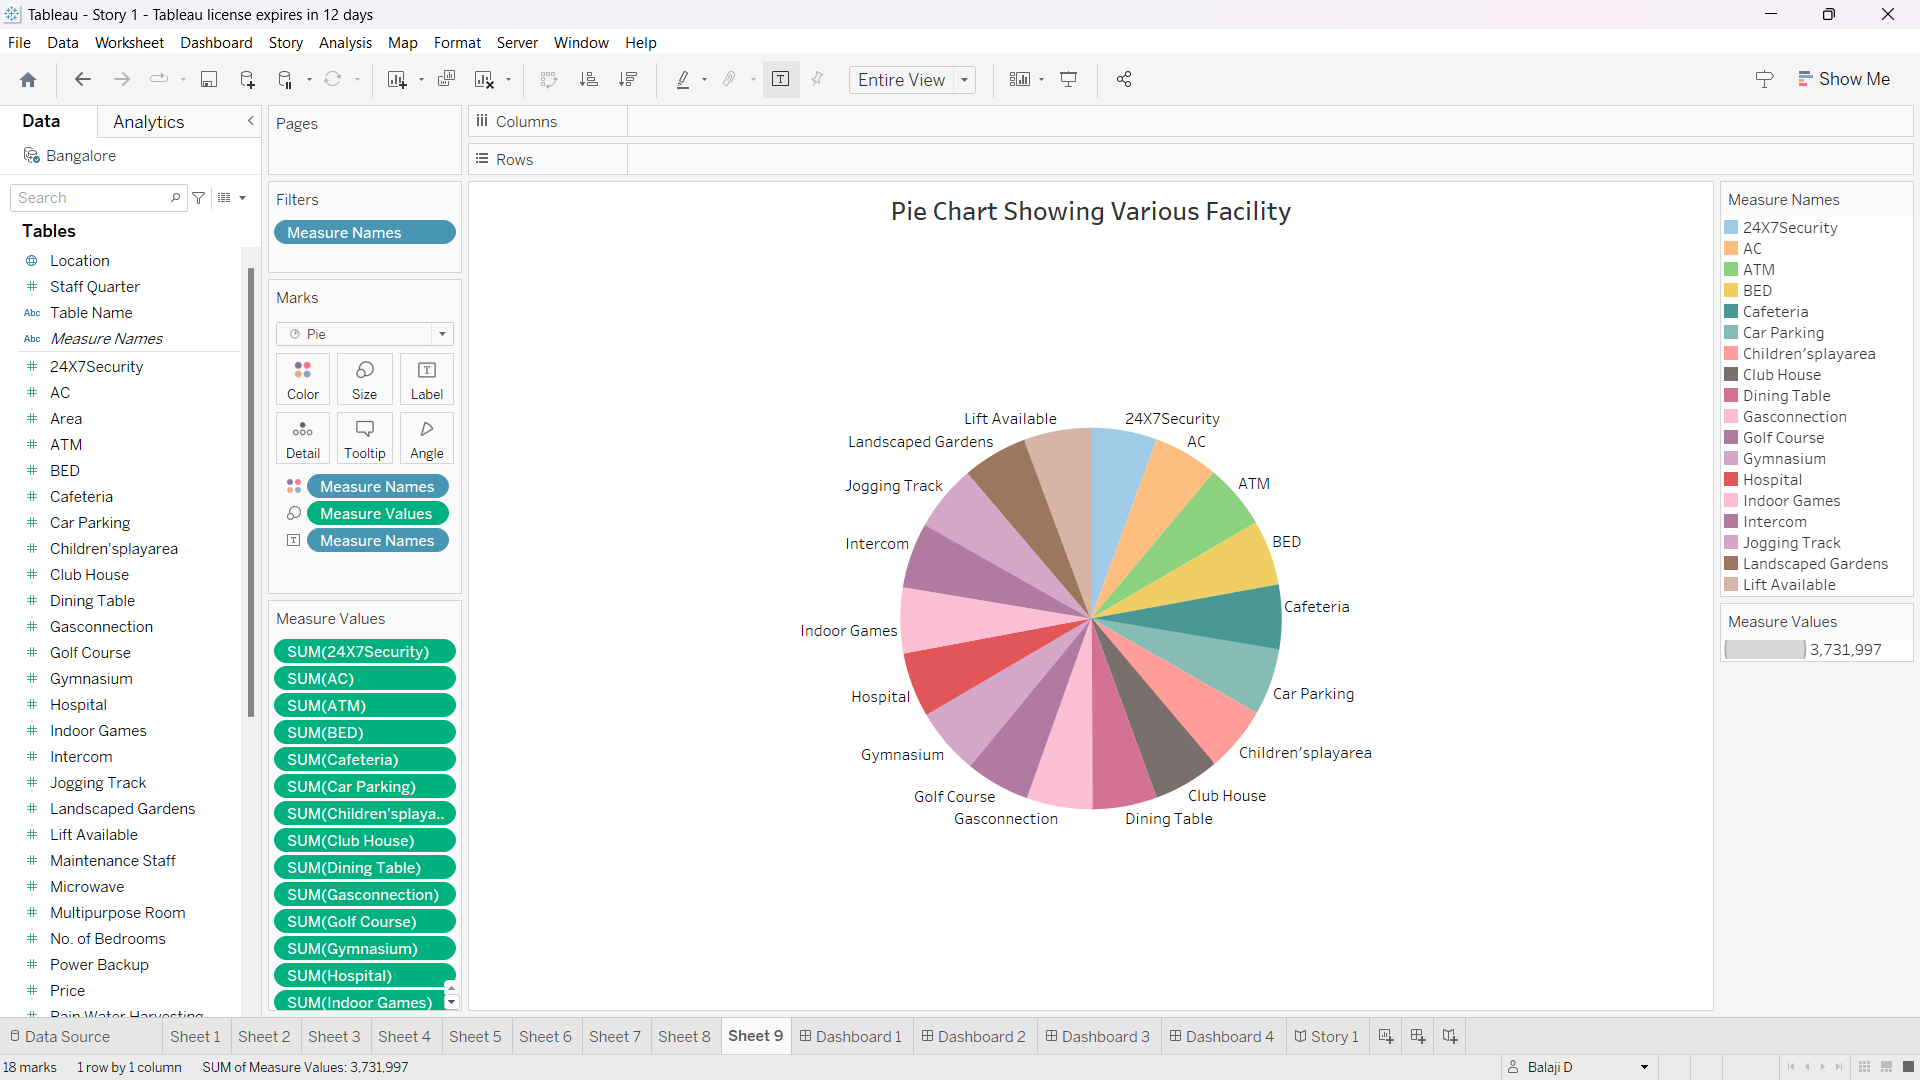 Tableau - Story 1 - Tableau license expires in 12 days
File Data Worksheet Dashboard Story Analysis Map Format Server Window Help
Entire View
Show Me
Data
Analytics
Bangalore
Search
Tables
Location
Staff Quarter
Abc Table Name
Abc Measure Names
24X7Security
AC
Area
ATM
BED
Cafeteria
Car Parking
Children'splayarea
Club House
Dining Table
Gasconnection
Golf Course
Gymnasium
Hospital
Indoor Games
Intercom
Jogging Track
Landscaped Gardens
Lift Available
Maintenance Staff
Microwave
Multipurpose Room
No. of Bedrooms
Power Backup
Price
Rain Water Harvesting
Pages
Filters
Measure Names
Marks
Pie
Color
Size
Label
Detail
Tooltip
Angle
Measure Names
Measure Values
Measure Names
Measure Values
SUM(24X7Security)
SUM(AC)
SUM(ATM)
SUM(BED)
SUM(Cafeteria)
SUM(Car Parking)
SUM(Children'splaya..
SUM(Club House)
SUM(Dining Table)
SUM(Gasconnection)
SUM(Golf Course)
SUM(Gymnasium)
SUM(Hospital)
SUM(Indoor Games)
Columns
Rows
Pie Chart Showing Various Facility
Lift Available
24X7Security
Landscaped Gardens
AC
Jogging Track
ATM
Intercom
BED
Cafeteria
Indoor Games
Car Parking
Hospital
Children'splayarea
Gymnasium
Club House
Golf Course
Gasconnection
Dining Table
Measure Names
24X7Security
AC
ATM
BED
Cafeteria
Car Parking
Children'splayarea
Club House
Dining Table
Gasconnection
Golf Course
Gymnasium
Hospital
Indoor Games
Intercom
Jogging Track
Landscaped Gardens
Lift Available
Measure Values
3,731,997
Data Source
Sheet 1
Sheet 2
Sheet 3
Sheet 4
Sheet 5
Sheet 6
Sheet 7
Sheet 8
Sheet 9
Dashboard 1
Dashboard 2
Dashboard 3
Dashboard 4
Story 1
18 marks
1 row by 1 column
SUM of Measure Values: 3,731,997
Balaji D